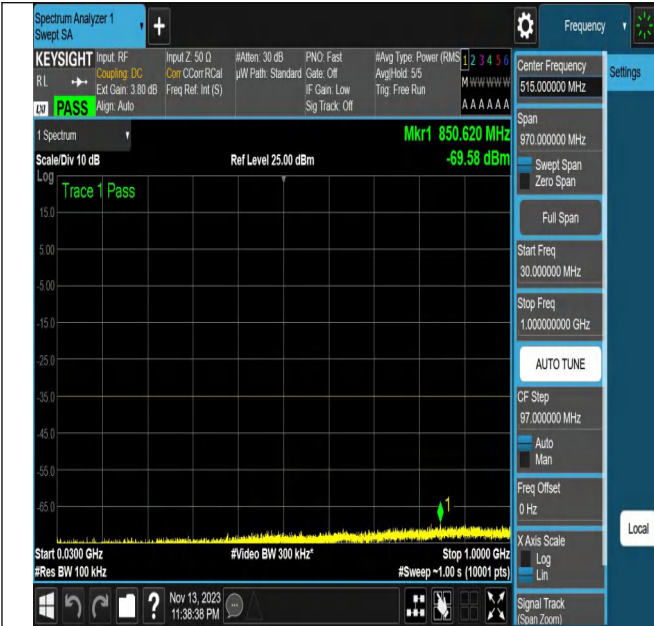 Spectrum Analyzer 1
Swept SA
Frequency
KEYSIGHT
RL
PASS
Input: RF
Coupling: DC
Ext Gain: 3.80 dB
Align: Auto
Input Z: 50 Ω
Corr CCorr RCal
Freq Ref: Int (S)
#Atten: 30 dB
µW Path: Standard
PNO: Fast
Gate: Off
IF Gain: Low
Sig Track: Off
#Avg Type: Power (RMS
Avg|Hold: 5/5
Trig: Free Run
1 2 3 4 5 6
M W W W W W
A A A A A A
1 Spectrum
Mkr1 850.620 MHz
Scale/Div 10 dB
Ref Level 25.00 dBm
-69.58 dBm
Log
Trace 1 Pass
15.0
5.00
-5.00
-15.0
-25.0
-35.0
-45.0
-55.0
-65.0
1
Start 0.0300 GHz
#Video BW 300 kHz*
Stop 1.0000 GHz
#Res BW 100 kHz
#Sweep ~1.00 s (10001 pts)
Nov 13, 2023
11:38:38 PM
Center Frequency
515.000000 MHz
Settings
Span
970.000000 MHz
Swept Span
Zero Span
Full Span
Start Freq
30.000000 MHz
Stop Freq
1.000000000 GHz
AUTO TUNE
CF Step
97.000000 MHz
Auto
Man
Freq Offset
0 Hz
Local
X Axis Scale
Log
Lin
Signal Track
(Span Zoom)